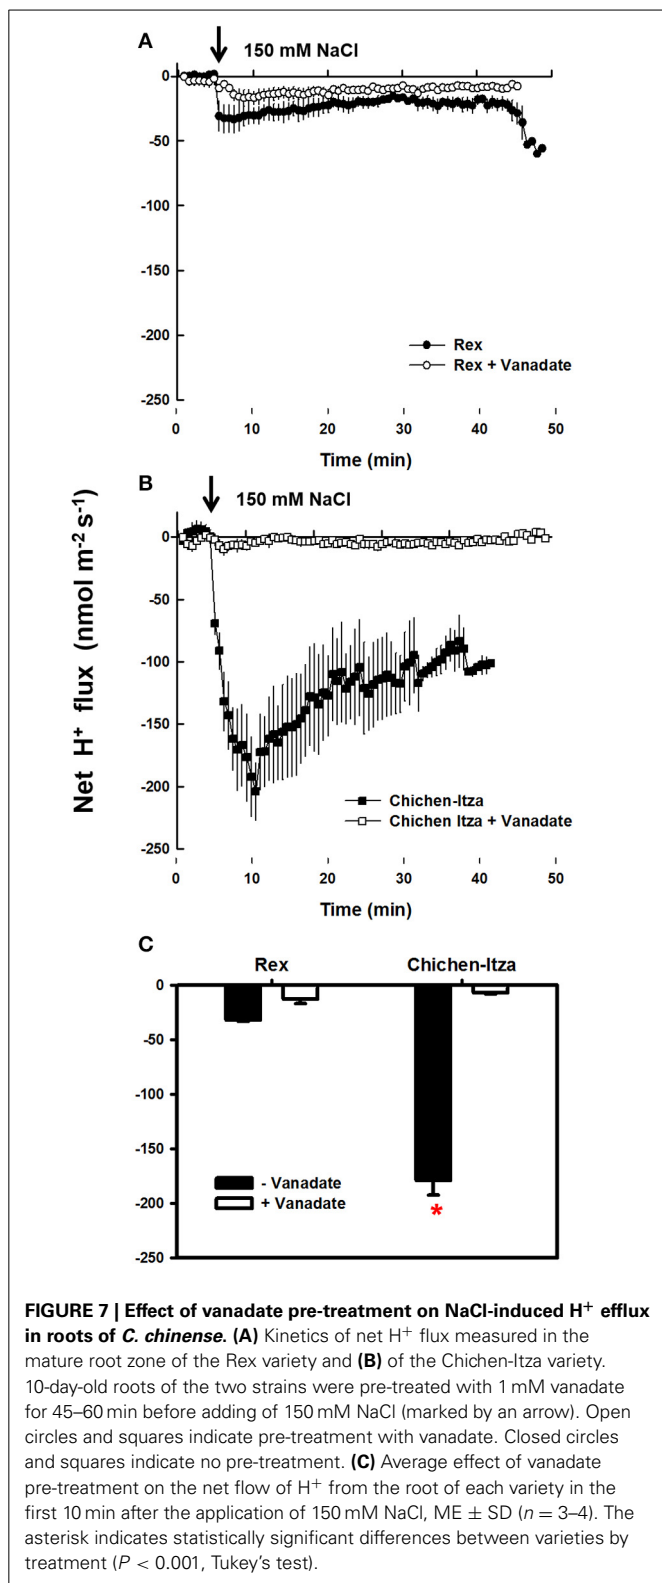 A
150 mM NaCl
0
-50
-100
-150
-200
-250
Rex
Rex + Vanadate
0 10 20 30 40 50
Time (min)
Net H+ flux (nmol m-2 s-1)
B
150 mM NaCl
0
-50
-100
-150
-200
-250
Chichen-Itza
Chichen Itza + Vanadate
0 10 20 30 40 50
Time (min)
C
Rex Chichen-Itza
0
-50
-100
-150
-200
-250
- Vanadate
+ Vanadate
*
FIGURE 7 | Effect of vanadate pre-treatment on NaCl-induced H+ efflux
in roots of C. chinense. (A) Kinetics of net H+ flux measured in the
mature root zone of the Rex variety and (B) of the Chichen-Itza variety.
10-day-old roots of the two strains were pre-treated with 1 mM vanadate
for 45–60 min before adding of 150 mM NaCl (marked by an arrow). Open
circles and squares indicate pre-treatment with vanadate. Closed circles
and squares indicate no pre-treatment. (C) Average effect of vanadate
pre-treatment on the net flow of H+ from the root of each variety in the
first 10 min after the application of 150 mM NaCl, ME ± SD (n = 3–4). The
asterisk indicates statistically significant differences between varieties by
treatment (P < 0.001, Tukey's test).